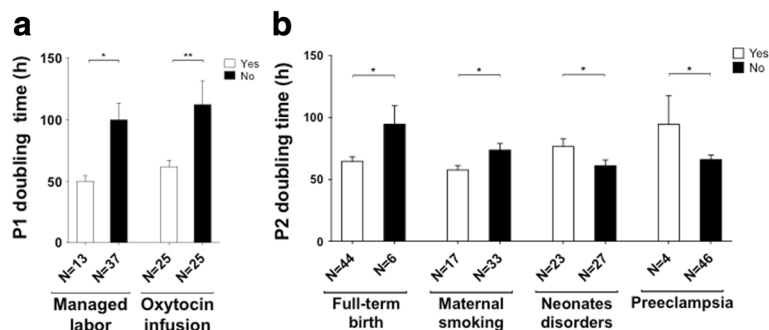 a
P1 doubling time (h)
150
100
50
0
*
**
Yes
No
N=13
N=37
N=25
N=25
Managed
labor
Oxytocin
infusion
b
P2 doubling time (h)
150
100
50
0
*
*
*
*
Yes
No
N=44
N=6
N=17
N=33
N=23
N=27
N=4
N=46
Full-term
birth
Maternal
smoking
Neonates
disorders
Preeclampsia